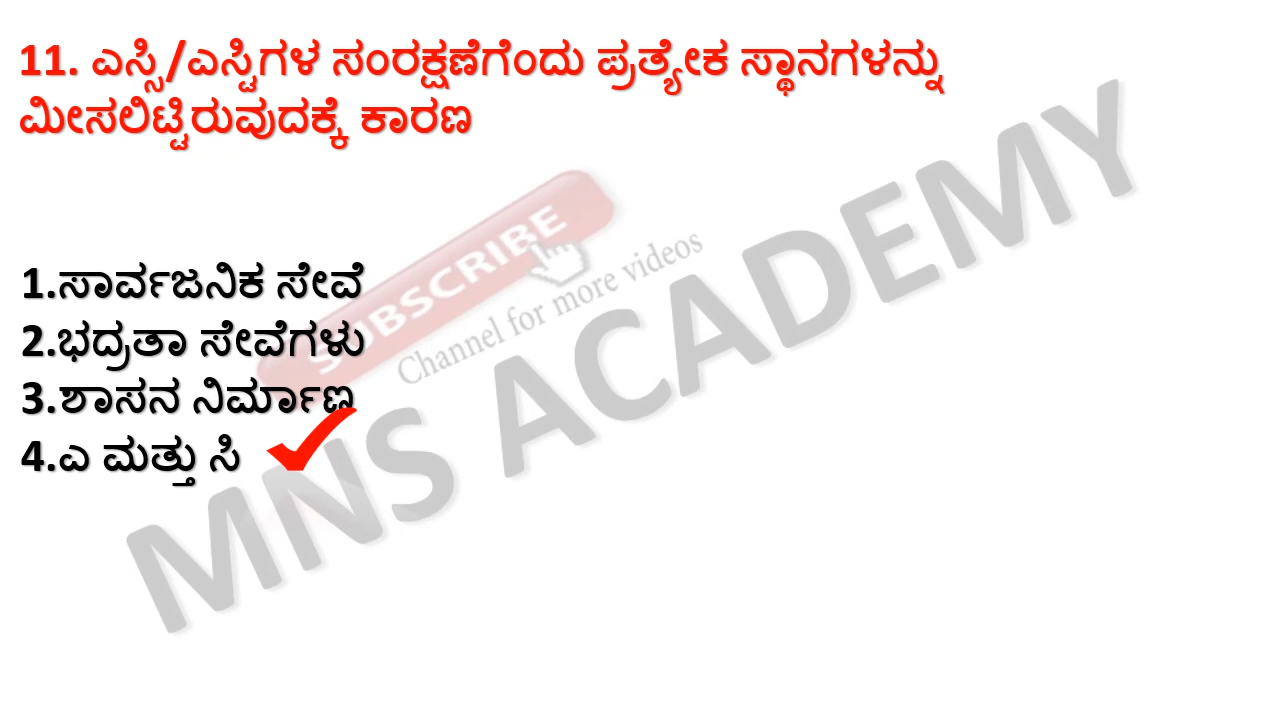 11. ಎಸ್ಸಿ/ಎಸ್ಟಿಗಳ ಸಂರಕ್ಷಣೆಗೆಂದು ಪ್ರತ್ಯೇಕ ಸ್ಥಾನಗಳನ್ನು
ಮೀಸಲಿಟ್ಟಿರುವುದಕ್ಕೆ ಕಾರಣ
1.ಸಾರ್ವಜನಿಕ ಸೇವೆ
2.ಭದ್ರತಾ ಸೇವೆಗಳು
3.ಶಾಸನ ನಿರ್ಮಾಣ
4.ಎ ಮತ್ತು ಸಿ
SUBSCRIBE
Channel for more videos
MNS ACADEMY